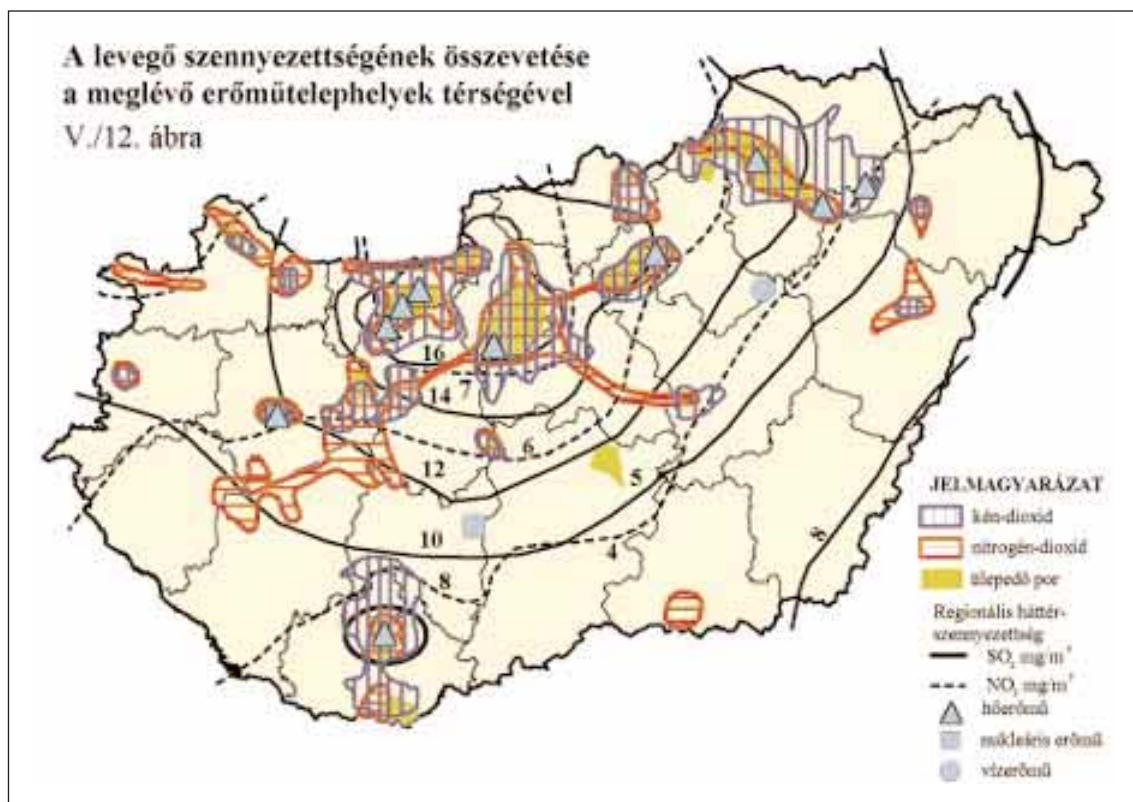 A levegő szennyezettségének összevetése
a meglévő erőműtelephelyek térségével
V./12. ábra
16
7
14
6
12
5
10
4
8
8
JELMAGYARÁZAT
kén-dioxid
nitrogén-dioxid
ülepedő por
Regionális háttér-
szennyezettség
SO₂ mg/m³
NO₂ mg/m³
hőerőmű
nukleáris erőmű
vízerőmű